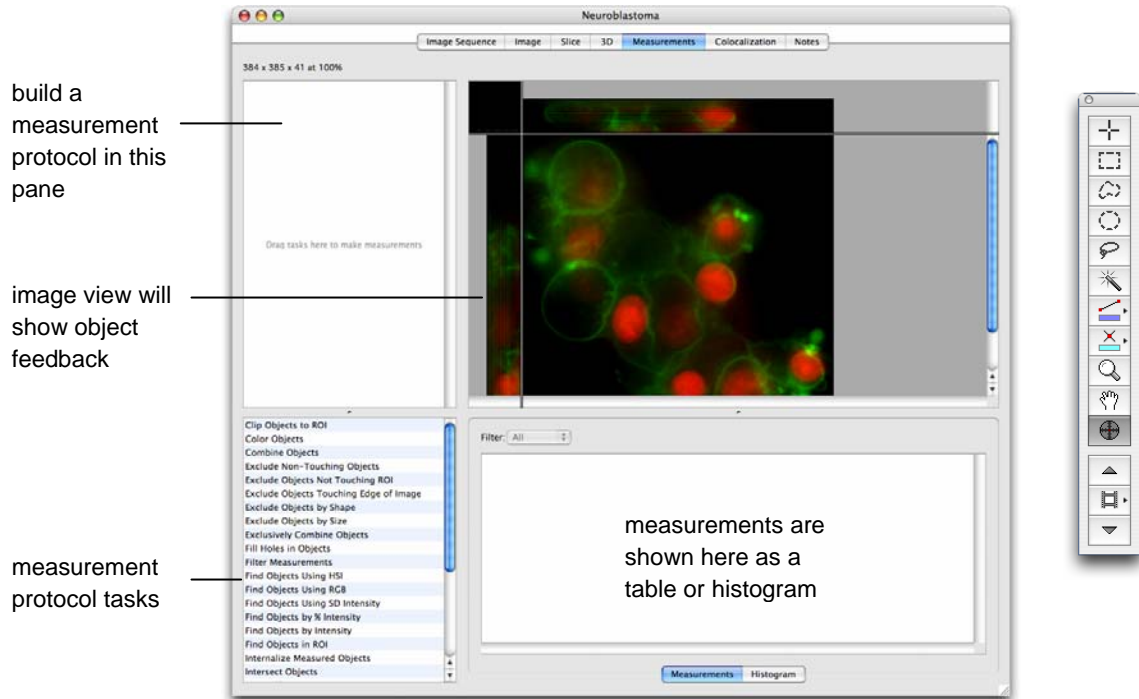 Neuroblastoma
Image Sequence Image Slice 3D Measurements Colocalization Notes
384 x 385 x 41 at 100%
build a
measurement
protocol in this
pane
Drag tasks here to make measurements
image view will
show object
feedback
Clip Objects to ROI
Color Objects
Combine Objects
Exclude Non-Touching Objects
Exclude Objects Not Touching ROI
Exclude Objects Touching Edge of Image
Exclude Objects by Shape
Exclude Objects by Size
Exclusively Combine Objects
Fill Holes in Objects
Filter Measurements
Find Objects Using HSI
Find Objects Using RGB
Find Objects Using SD Intensity
Find Objects by % Intensity
Find Objects by Intensity
Find Objects in ROI
Internalize Measured Objects
Intersect Objects
measurement
protocol tasks
Filter: All
measurements are
shown here as a
table or histogram
Measurements Histogram